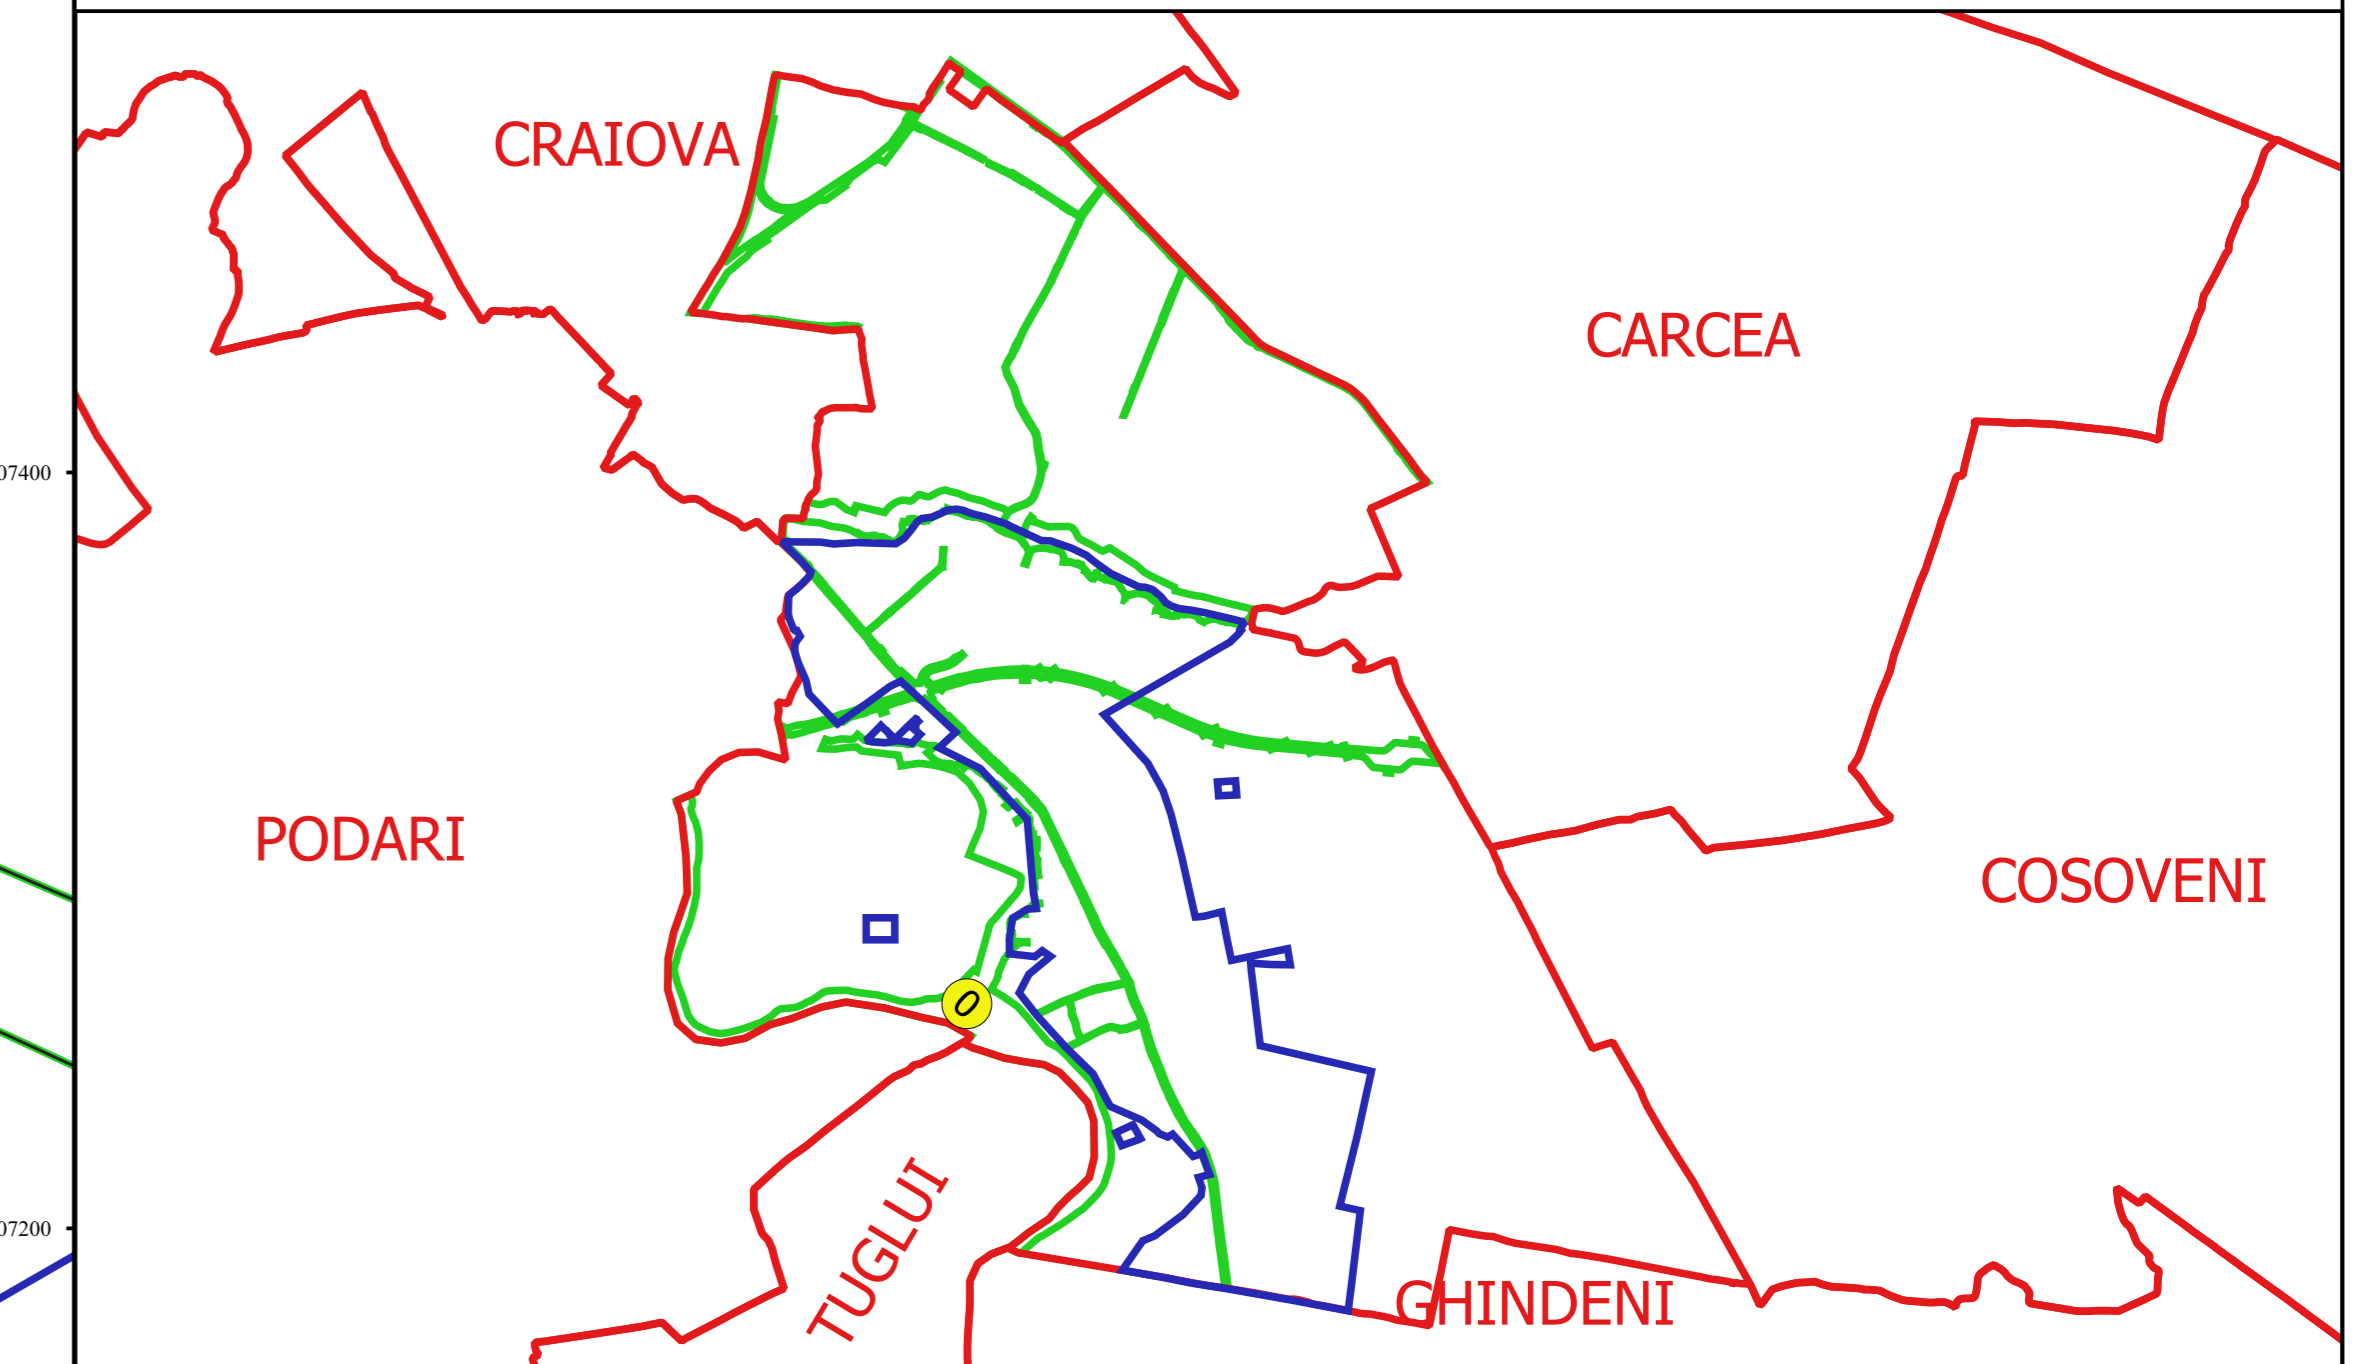 CRAIOVA
CARCEA
07400
PODARI
COSOVENI
0
TUGLUI
07200
GHINDENI